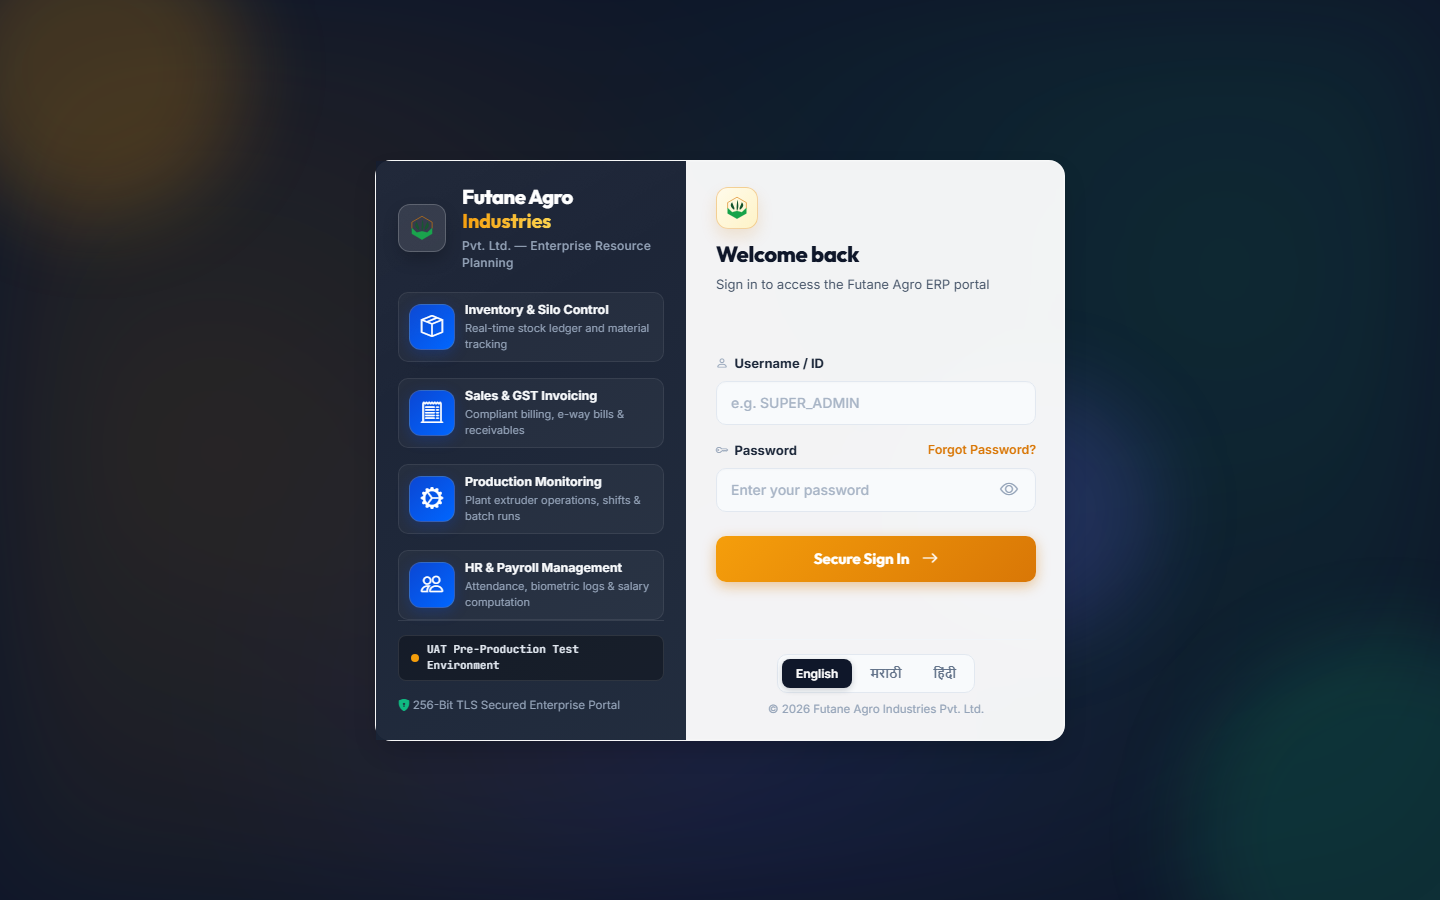 Futane Agro
Industries
Pvt. Ltd. — Enterprise Resource
Planning
Inventory & Silo Control
Real-time stock ledger and material
tracking
Sales & GST Invoicing
Compliant billing, e-way bills &
receivables
Production Monitoring
Plant extruder operations, shifts &
batch runs
HR & Payroll Management
Attendance, biometric logs & salary
computation
UAT Pre-Production Test
Environment
256-Bit TLS Secured Enterprise Portal
Welcome back
Sign in to access the Futane Agro ERP portal
Username / ID
e.g. SUPER_ADMIN
Password Forgot Password?
Enter your password
Secure Sign In
English मराठी हिंदी
© 2026 Futane Agro Industries Pvt. Ltd.